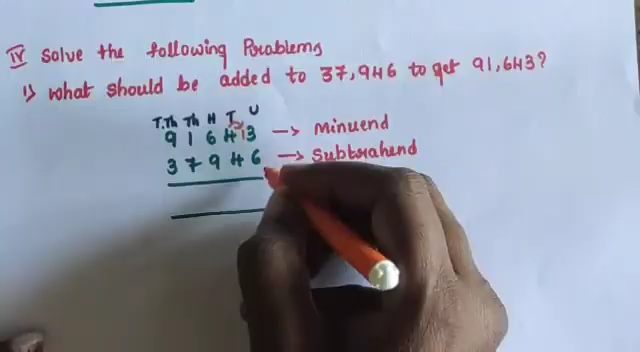 IV Solve the following Problems
1) What should be added to 37,946 to get 91,643?
T.Th Th H T U
9 1 6 4 13 → Minuend
3 7 9 4 6 → Subtrahend